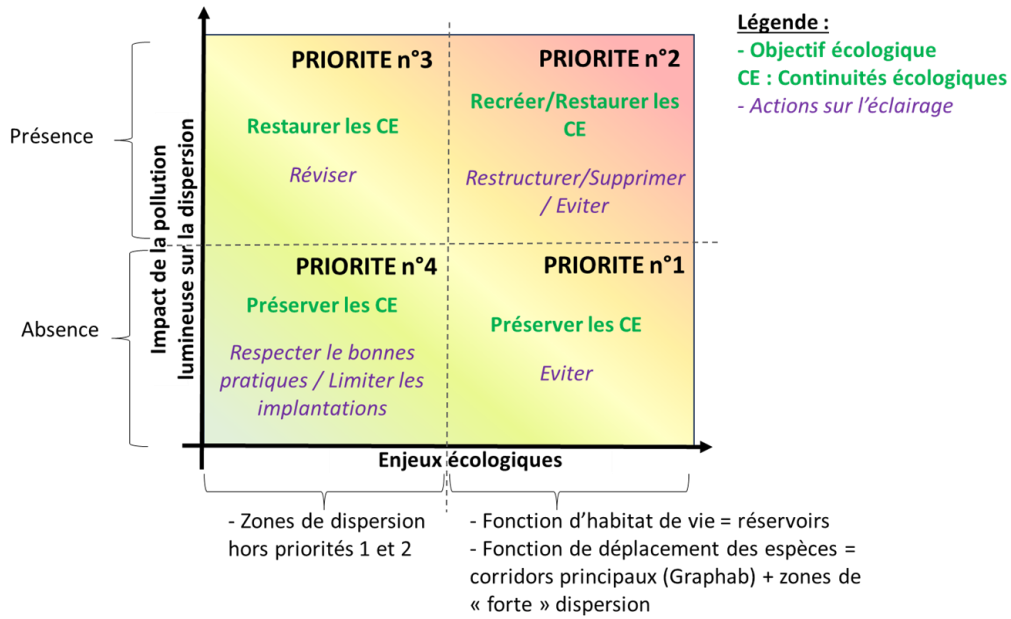 Légende :
- Objectif écologique
CE : Continuités écologiques
- Actions sur l'éclairage
Présence
Absence
Impact de la pollution
lumineuse sur la dispersion
PRIORITE n°3
Restaurer les CE
Réviser
PRIORITE n°2
Recréer/Restaurer les
CE
Restructurer/Supprimer
/ Eviter
PRIORITE n°4
Préserver les CE
Respecter le bonnes
pratiques / Limiter les
implantations
PRIORITE n°1
Préserver les CE
Eviter
Enjeux écologiques
- Zones de dispersion
hors priorités 1 et 2
- Fonction d'habitat de vie = réservoirs
- Fonction de déplacement des espèces =
corridors principaux (Graphab) + zones de
« forte » dispersion